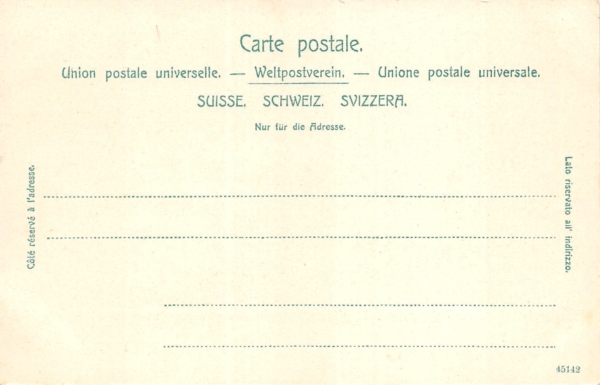 Carte postale.
Union postale universelle. — Weltpostverein. — Unione postale universale.
SUISSE. SCHWEIZ. SVIZZERA.
Nur für die Adresse.
Côté réservé à l'adresse.
Lato riservato all' indirizzo.
45142